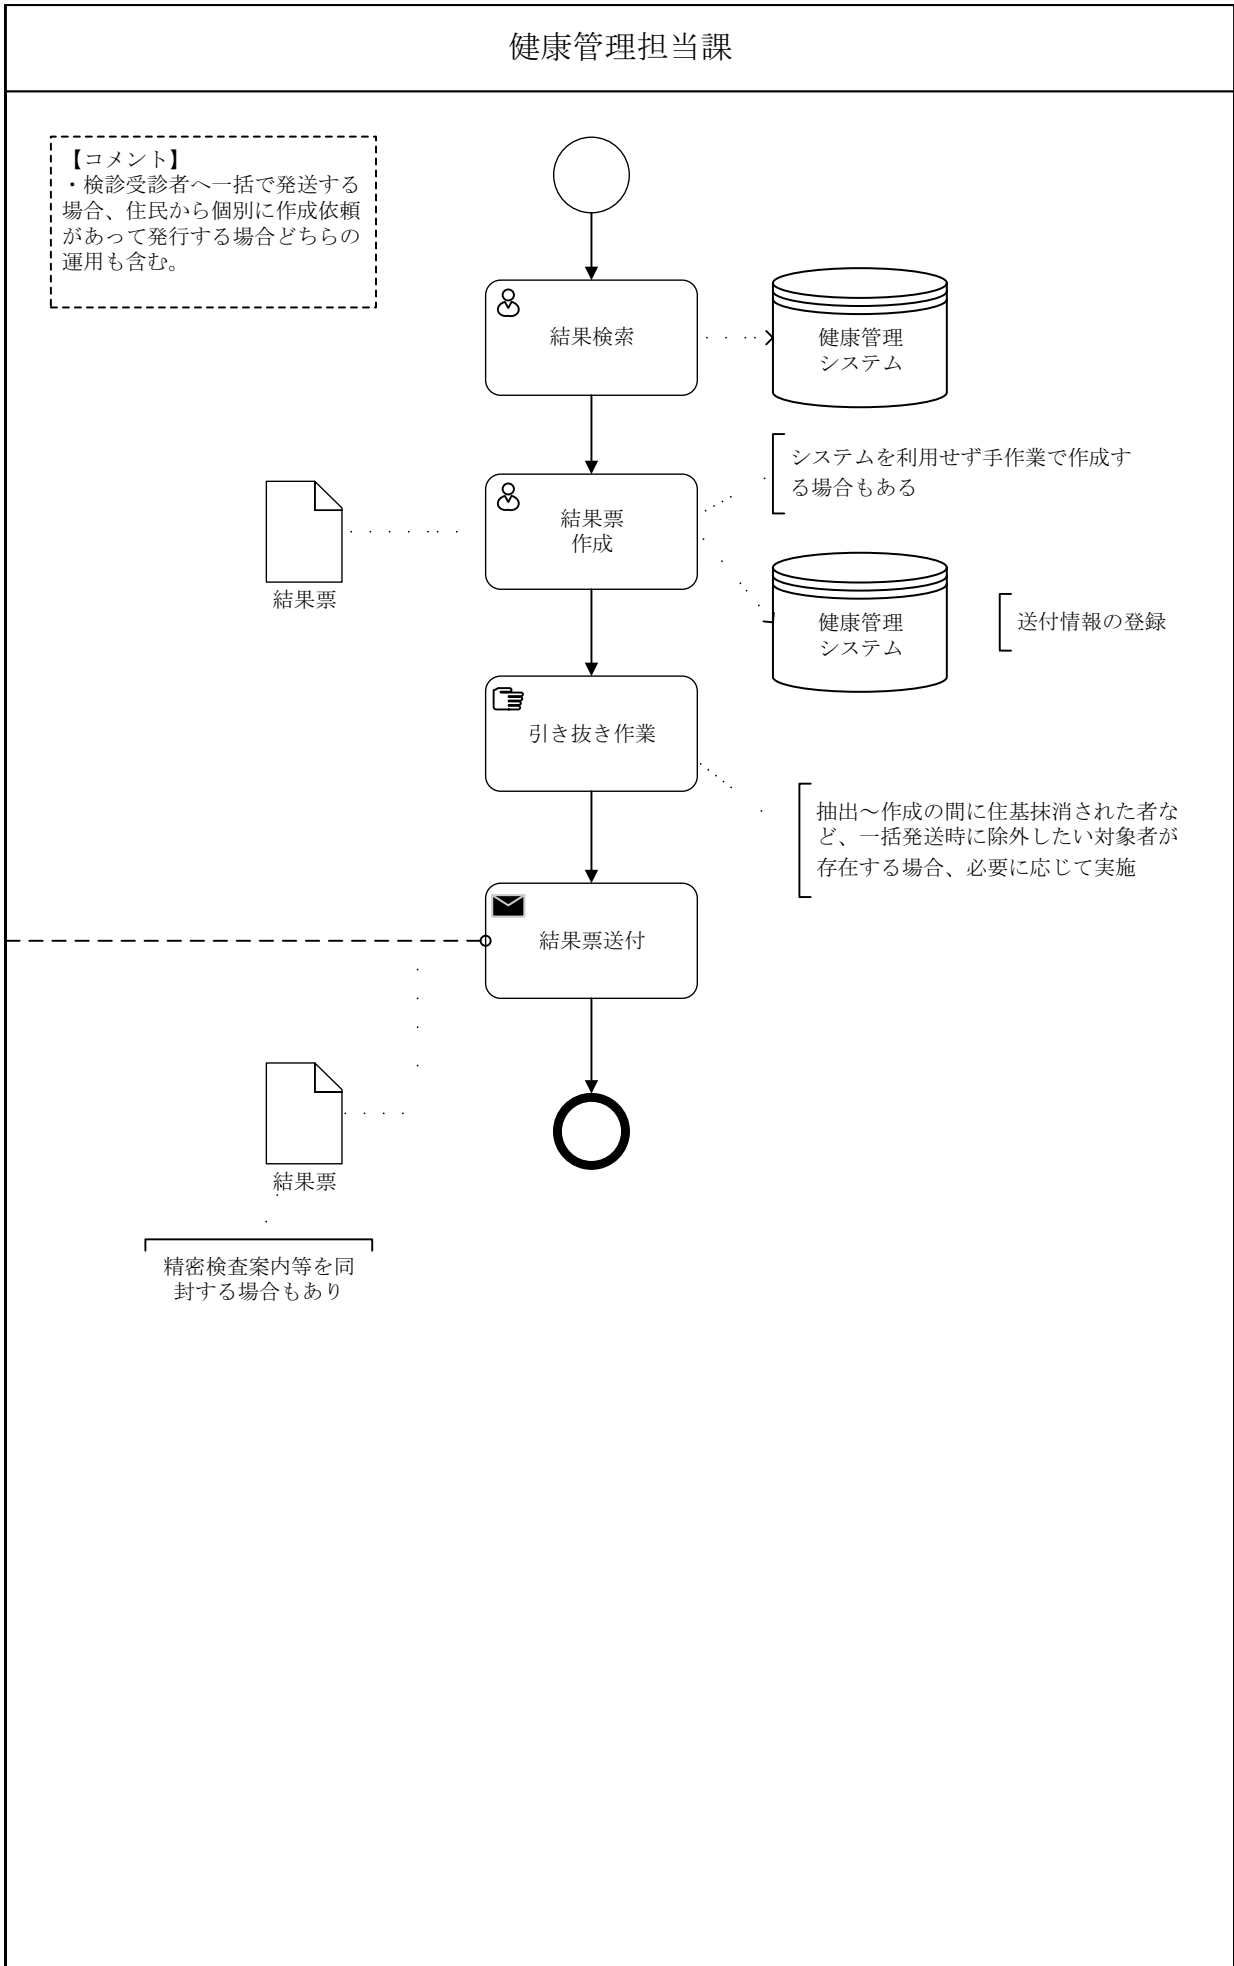 健康管理担当課
【コメント】
・検診受診者へ一括で発送する
場合、住民から個別に作成依頼
があって発行する場合どちらの
運用も含む。
結果検索
健康管理
システム
システムを利用せず手作業で作成す
る場合もある
結果票
作成
結果票
健康管理
システム
送付情報の登録
引き抜き作業
抽出～作成の間に住基抹消された者な
ど、一括発送時に除外したい対象者が
存在する場合、必要に応じて実施
結果票送付
結果票
精密検査案内等を同
封する場合もあり